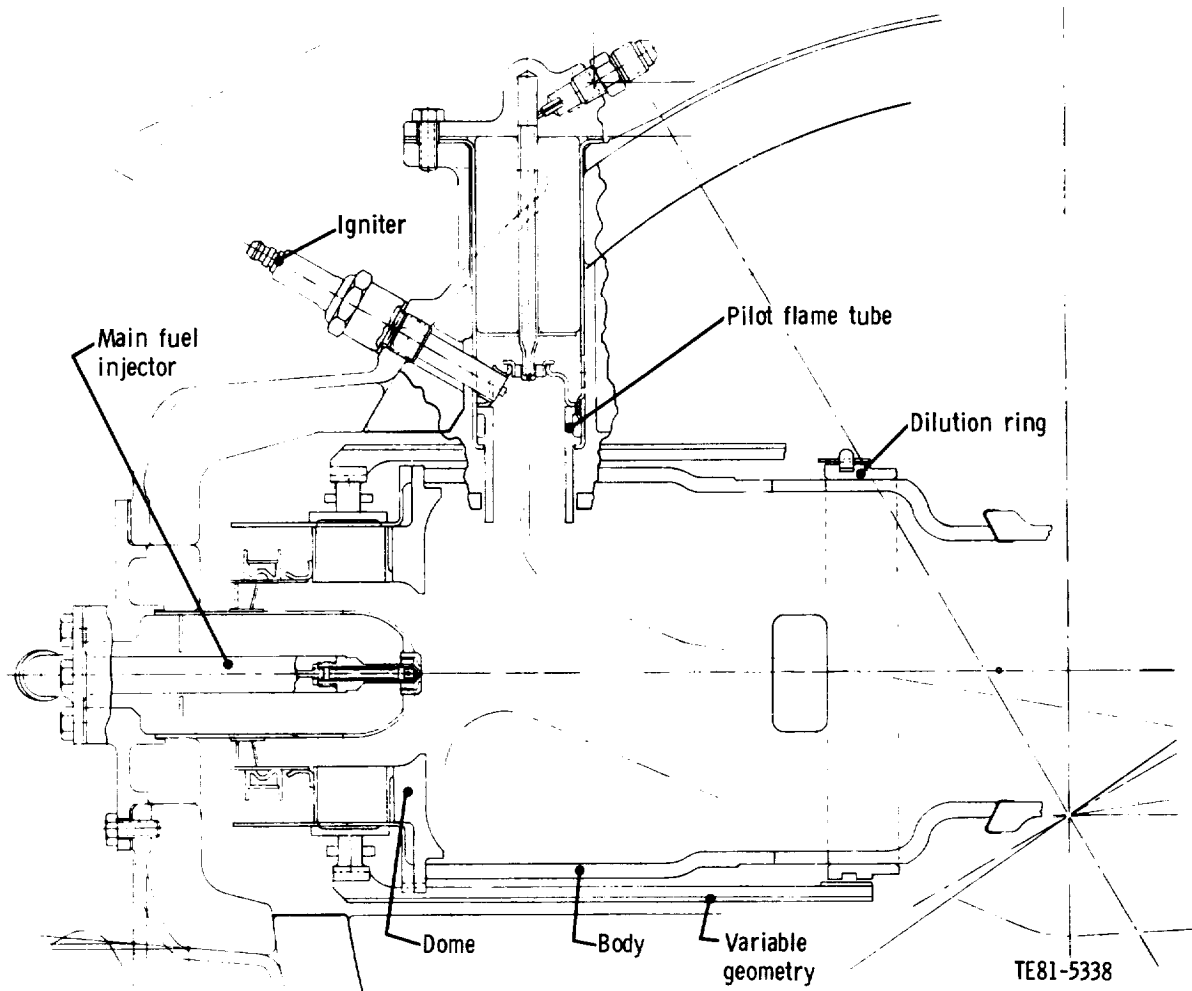 Igniter
Main fuel
injector
Pilot flame tube
Dilution ring
Dome
Body
Variable
geometry
TE81-5338